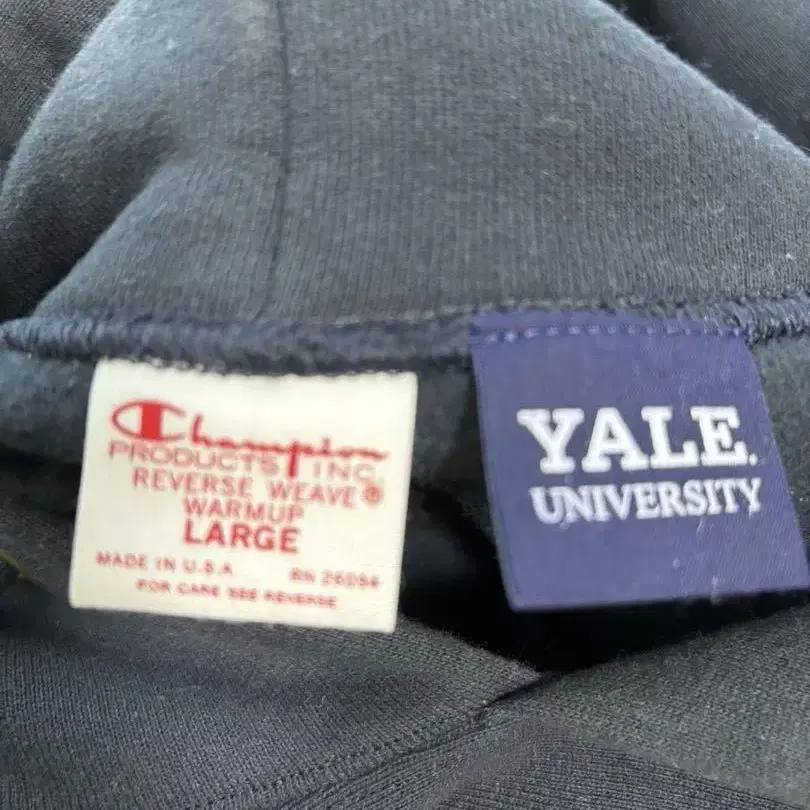 Champion
PRODUCTS INC.
REVERSE WEAVE®
WARMUP
LARGE
MADE IN U.S.A RN 26094
FOR CARE SEE REVERSE
YALE.
UNIVERSITY